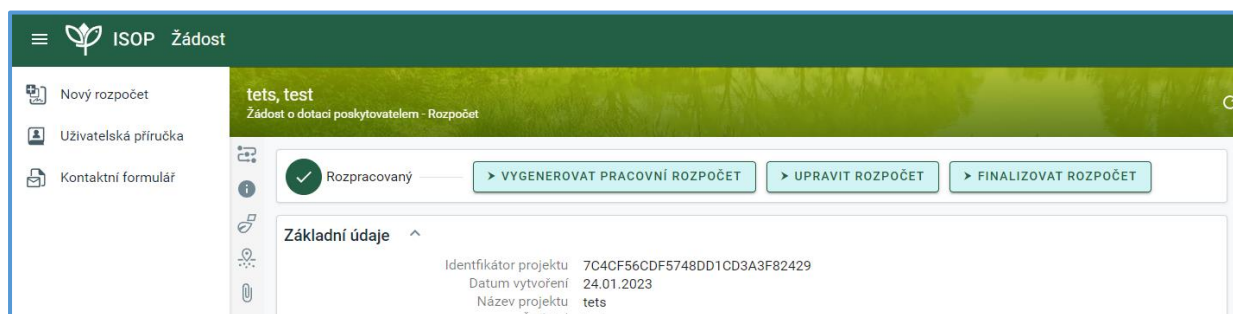 ISOP Žádost
Nový rozpočet
Uživatelská příručka
Kontaktní formulář
tets, test
Žádost o dotaci poskytovatelem - Rozpočet
Rozpracovaný
VYGENEROVAT PRACOVNÍ ROZPOČET
UPRAVIT ROZPOČET
FINALIZOVAT ROZPOČET
Základní údaje
Identfikátor projektu 7C4CF56CDF5748DD1CD3A3F82429
Datum vytvoření 24.01.2023
Název projektu tets